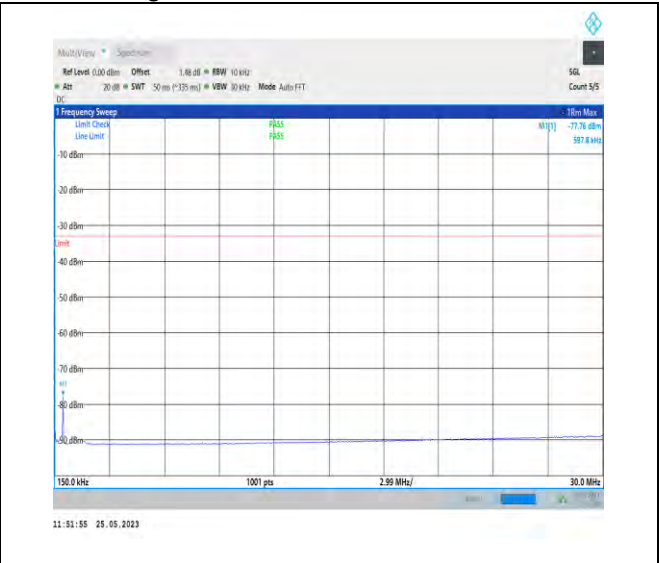 MultiView Spectrum
Ref Level 0.00 dBm Offset 1.48 dB RBW 10 kHz SGL
Att 20 dB SWT 50 ms (~335 ms) VBW 30 kHz Mode Auto FFT Count 5/5
DC
1 Frequency Sweep 1Rm Max
Limit Check PASS M1[1] -77.76 dBm
Line Limit PASS 597.8 kHz
-10 dBm
-20 dBm
-30 dBm
Limit
-40 dBm
-50 dBm
-60 dBm
-70 dBm
M1
-80 dBm
-90 dBm
150.0 kHz 1001 pts 2.99 MHz/ 30.0 MHz
11:51:55 25.05.2023